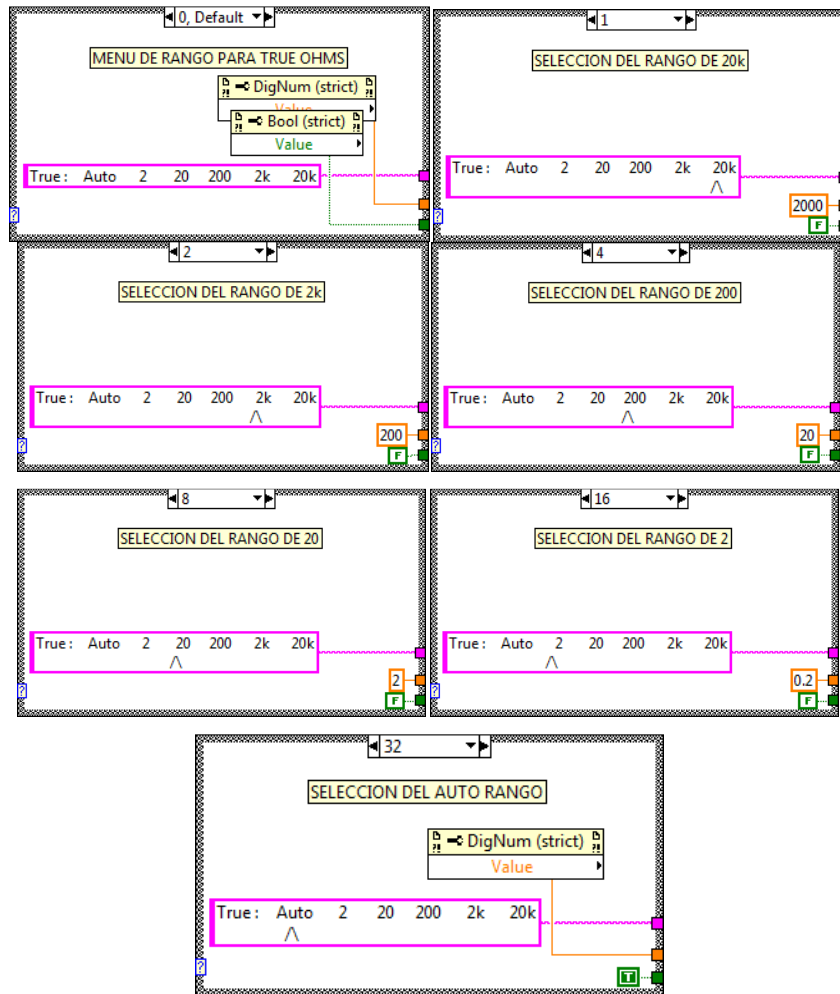 0, Default
MENU DE RANGO PARA TRUE OHMS
DigNum (strict)
Value
Bool (strict)
Value
True: Auto 2 20 200 2k 20k
?
1
SELECCION DEL RANGO DE 20k
True: Auto 2 20 200 2k 20k
/\
2000
F
?
2
SELECCION DEL RANGO DE 2k
True: Auto 2 20 200 2k 20k
/\
200
F
?
4
SELECCION DEL RANGO DE 200
True: Auto 2 20 200 2k 20k
/\
20
F
?
8
SELECCION DEL RANGO DE 20
True: Auto 2 20 200 2k 20k
/\
2
F
?
16
SELECCION DEL RANGO DE 2
True: Auto 2 20 200 2k 20k
/\
0.2
F
?
32
SELECCION DEL AUTO RANGO
DigNum (strict)
Value
True: Auto 2 20 200 2k 20k
/\
T
?